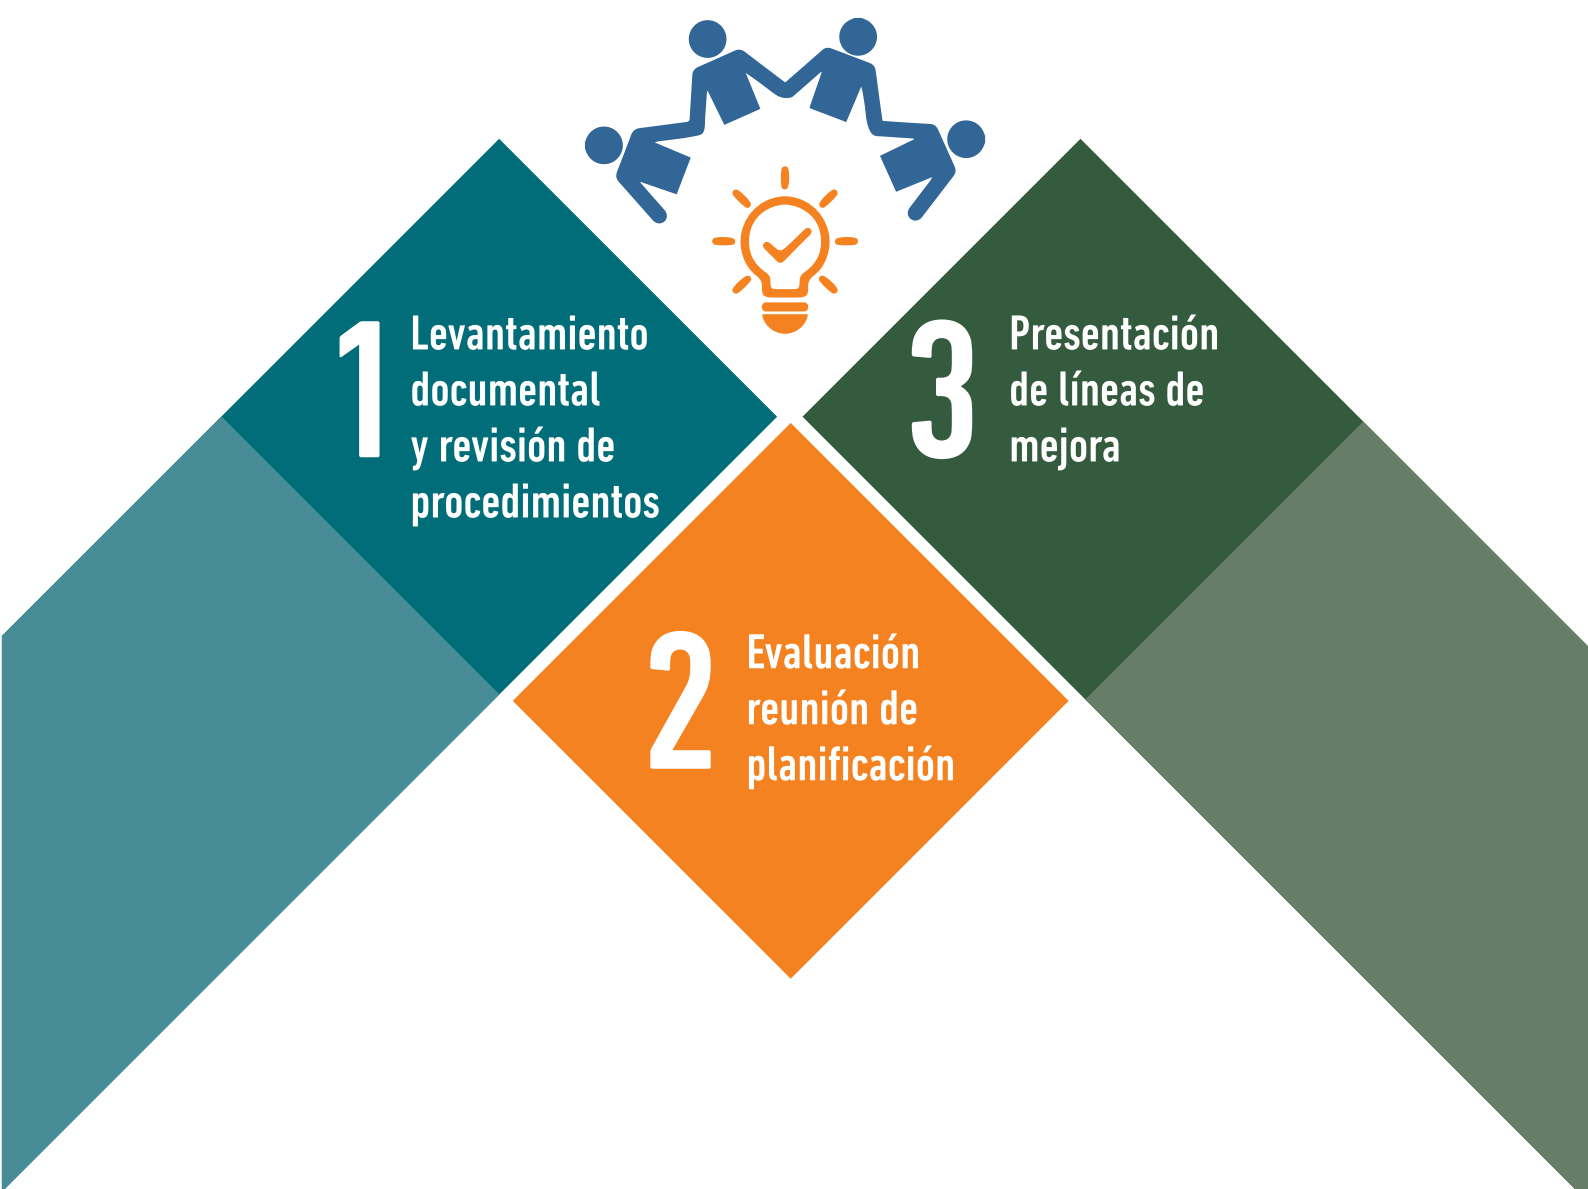 1
Levantamiento
documental
y revisión de
procedimientos
2
Evaluación
reunión de
planificación
3
Presentación
de líneas de
mejora